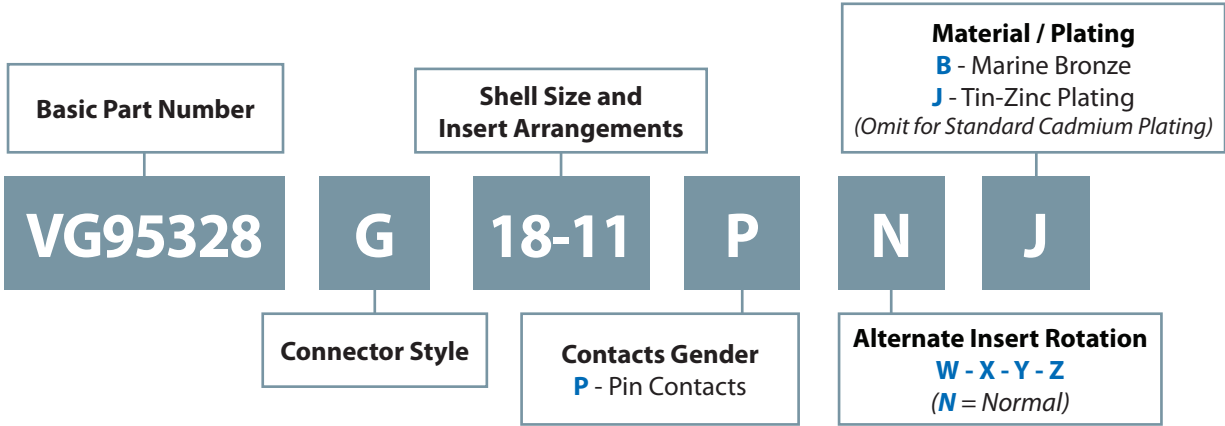 Material / Plating
B - Marine Bronze
J - Tin-Zinc Plating
(Omit for Standard Cadmium Plating)
Basic Part Number
Shell Size and
Insert Arrangements
VG95328 G 18-11 P N J
Connector Style
Contacts Gender
P - Pin Contacts
Alternate Insert Rotation
W - X - Y - Z
(N = Normal)